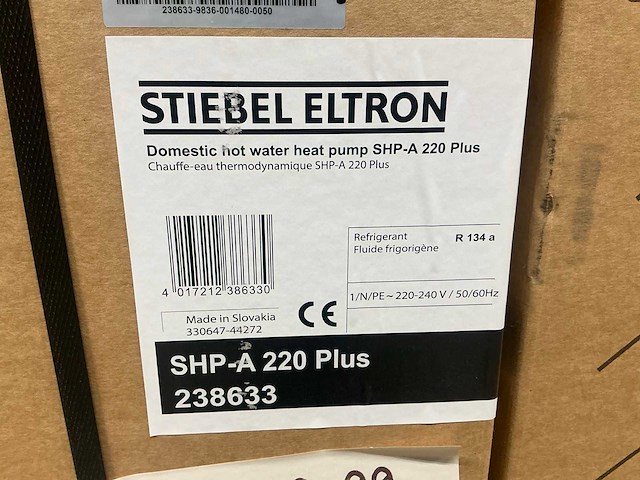 238633-9836-001480-0050
STIEBEL ELTRON
Domestic hot water heat pump SHP-A 220 Plus
Chauffe-eau thermodynamique SHP-A 220 Plus
Refrigerant R 134 a
Fluide frigorigène
4 017212 386330
1/N/PE~ 220-240 V / 50/60Hz
Made in Slovakia
330647-44272
CE
SHP-A 220 Plus
238633